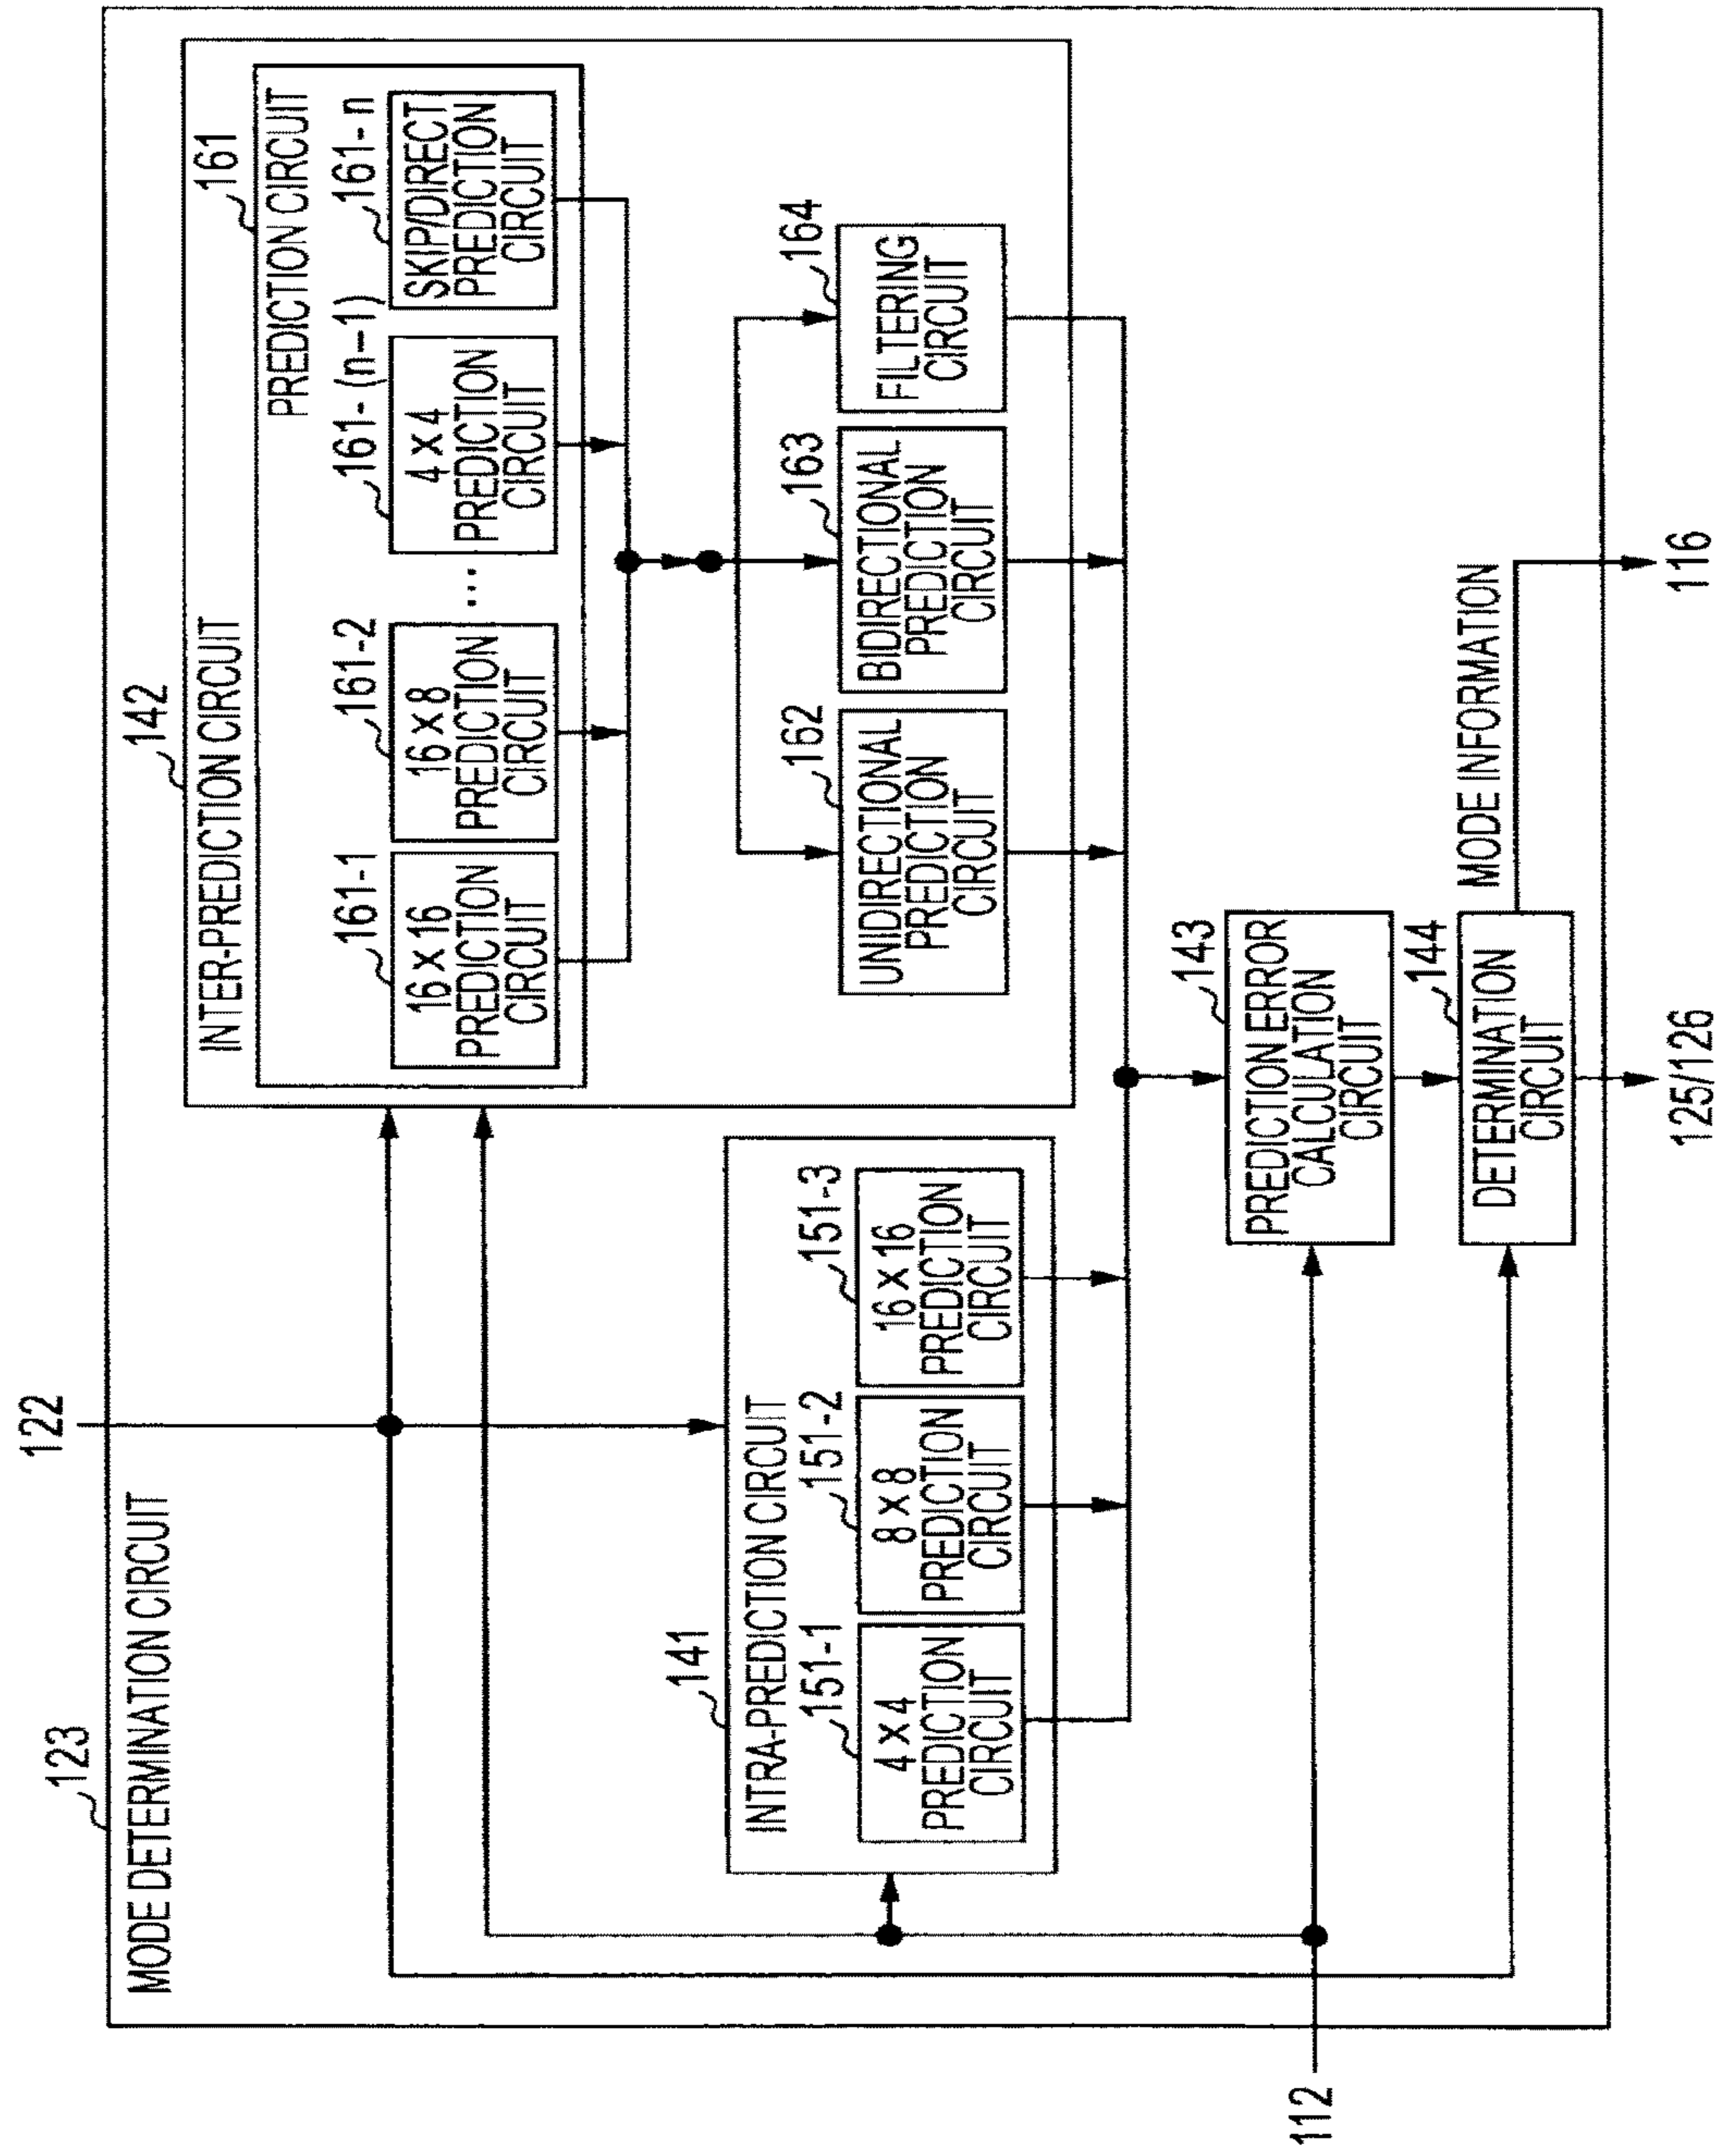 123
MODE DETERMINATION CIRCUIT
122
142
INTER-PREDICTION CIRCUIT
161
PREDICTION CIRCUIT
161-1
16 × 16
PREDICTION
CIRCUIT
161-2
16 × 8
PREDICTION
CIRCUIT
...
161-(n-1)
4 × 4
PREDICTION
CIRCUIT
161-n
SKIP/DIRECT
PREDICTION
CIRCUIT
162
UNIDIRECTIONAL
PREDICTION
CIRCUIT
163
BIDIRECTIONAL
PREDICTION
CIRCUIT
164
FILTERING
CIRCUIT
141
INTRA-PREDICTION CIRCUIT
151-1
4 × 4
PREDICTION
CIRCUIT
151-2
8 × 8
PREDICTION
CIRCUIT
151-3
16 × 16
PREDICTION
CIRCUIT
143
PREDICTION ERROR
CALCULATION
CIRCUIT
144
DETERMINATION
CIRCUIT
MODE INFORMATION
112
125/126
116